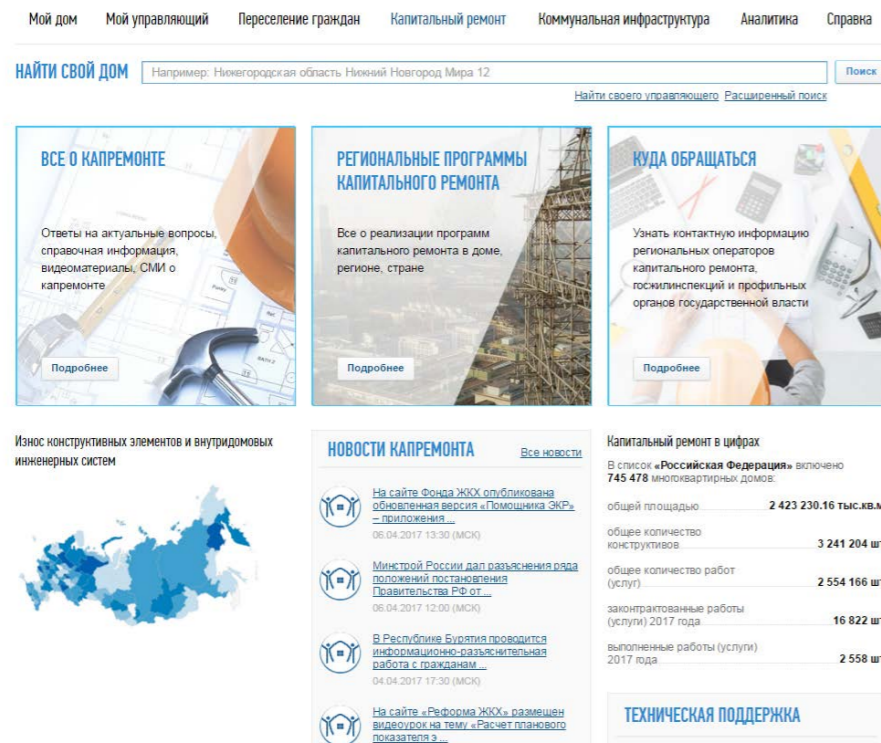 Мой дом Мой управляющий Переселение граждан Капитальный ремонт Коммунальная инфраструктура Аналитика Справка
НАЙТИ СВОЙ ДОМ Например: Нижегородская область Нижний Новгород Мира 12 Поиск
Найти своего управляющего Расширенный поиск
ВСЕ О КАПРЕМОНТЕ
Ответы на актуальные вопросы,
справочная информация,
видеоматериалы, СМИ о
капремонте
Подробнее
РЕГИОНАЛЬНЫЕ ПРОГРАММЫ
КАПИТАЛЬНОГО РЕМОНТА
Все о реализации программ
капитального ремонта в доме,
регионе, стране
Подробнее
КУДА ОБРАЩАТЬСЯ
Узнать контактную информацию
региональных операторов
капитального ремонта,
госжилинспекций и профильных
органов государственной власти
Подробнее
Износ конструктивных элементов и внутридомовых
инженерных систем
НОВОСТИ КАПРЕМОНТА Все новости
На сайте Фонда ЖКХ опубликована
обновленная версия «Помощника ЭКР»
– приложения ...
06.04.2017 13:30 (МСК)
Минстрой России дал разъяснения ряда
положений постановления
Правительства РФ от ...
06.04.2017 12:00 (МСК)
В Республике Бурятия проводится
информационно-разъяснительная
работа с гражданам ...
04.04.2017 17:30 (МСК)
На сайте «Реформа ЖКХ» размещен
видеоурок на тему «Расчет планового
показателя э ...
Капитальный ремонт в цифрах
В список «Российская Федерация» включено
745 478 многоквартирных домов:
общей площадью 2 423 230.16 тыс.кв.м
общее количество
конструктивов 3 241 204 шт
общее количество работ
(услуг) 2 554 166 шт
законтрактованные работы
(услуги) 2017 года 16 822 шт
выполненные работы (услуги)
2017 года 2 558 шт
ТЕХНИЧЕСКАЯ ПОДДЕРЖКА